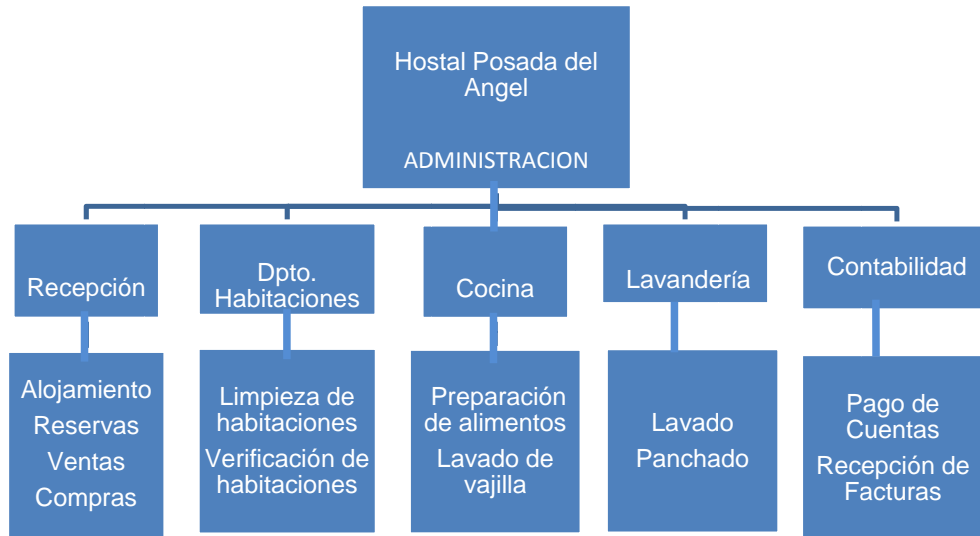 Hostal Posada del
Angel
ADMINISTRACION
Recepción
Dpto.
Habitaciones
Cocina
Lavandería
Contabilidad
Alojamiento
Reservas
Ventas
Compras
Limpieza de
habitaciones
Verificación de
habitaciones
Preparación
de alimentos
Lavado de
vajilla
Lavado
Panchado
Pago de
Cuentas
Recepción de
Facturas